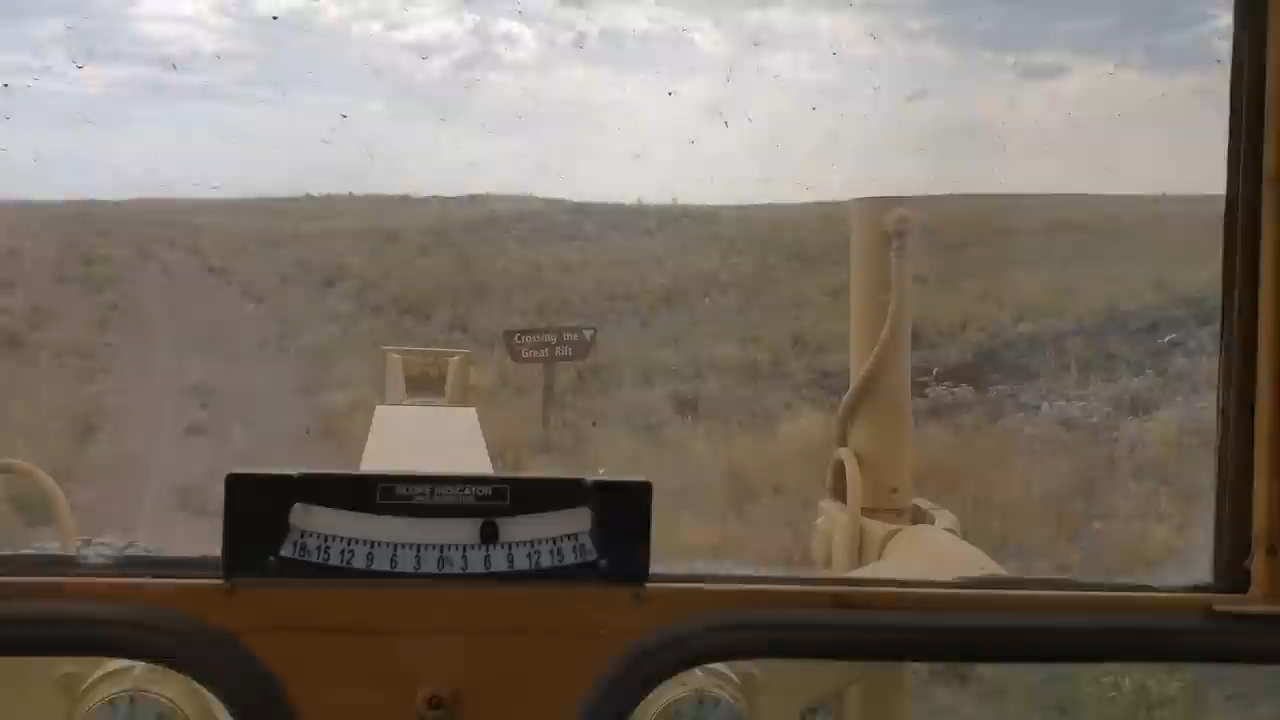 Crossing the
Great Rift
SLOPE INDICATOR
18 15 12 9 6 3 0% 3 6 9 12 15 18